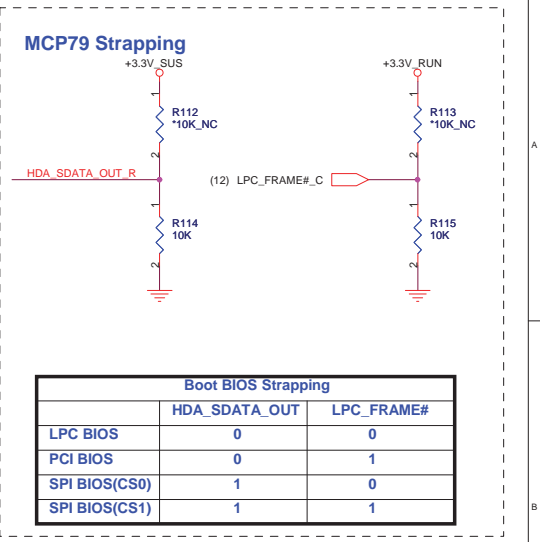 MCP79 Strapping
+3.3V_SUS
+3.3V_RUN
1
1
R112
*10K_NC
R113
*10K_NC
A
2
2
HDA_SDATA_OUT_R
(12) LPC_FRAME#_C
1
1
R114
10K
R115
10K
2
2
Boot BIOS Strapping
HDA_SDATA_OUT LPC_FRAME#
LPC BIOS 0 0
PCI BIOS 0 1
SPI BIOS(CS0) 1 0
SPI BIOS(CS1) 1 1
B